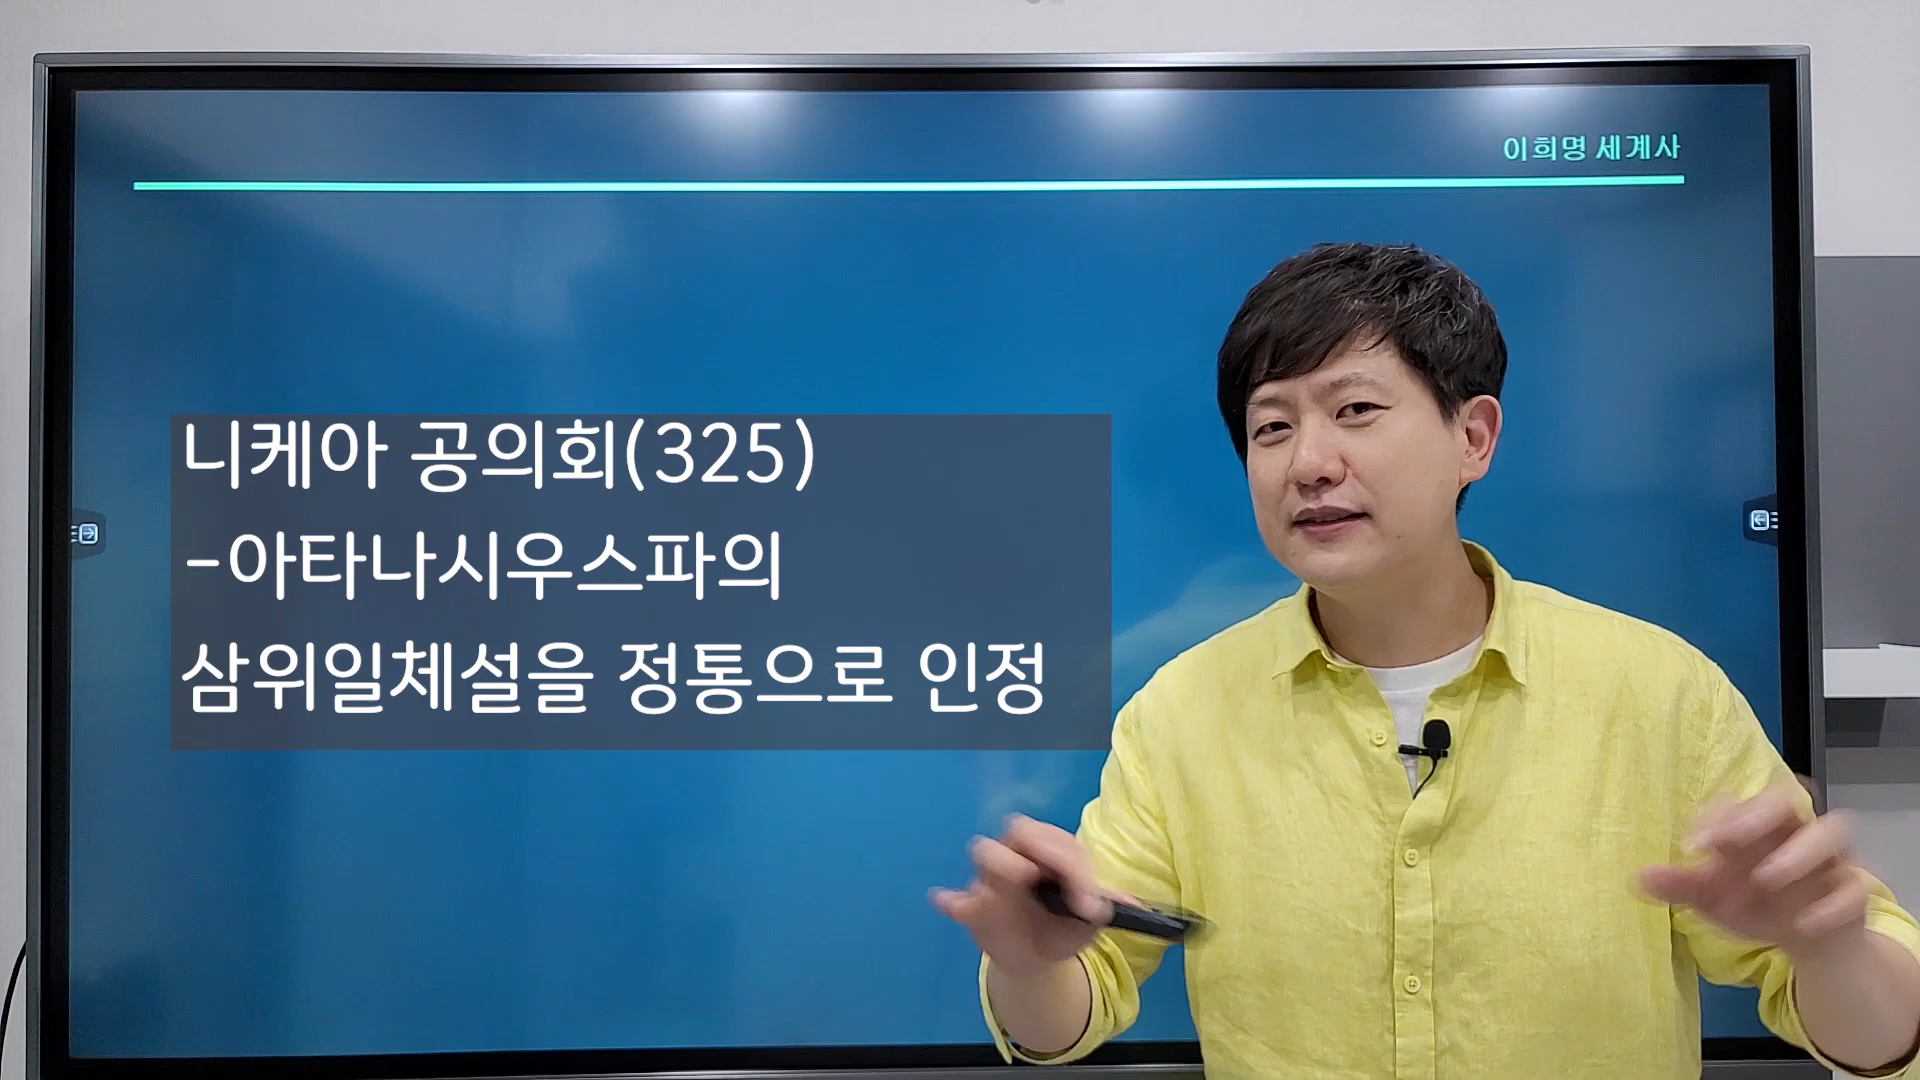 이희명 세계사
니케아 공의회(325)
-아타나시우스파의
삼위일체설을 정통으로 인정